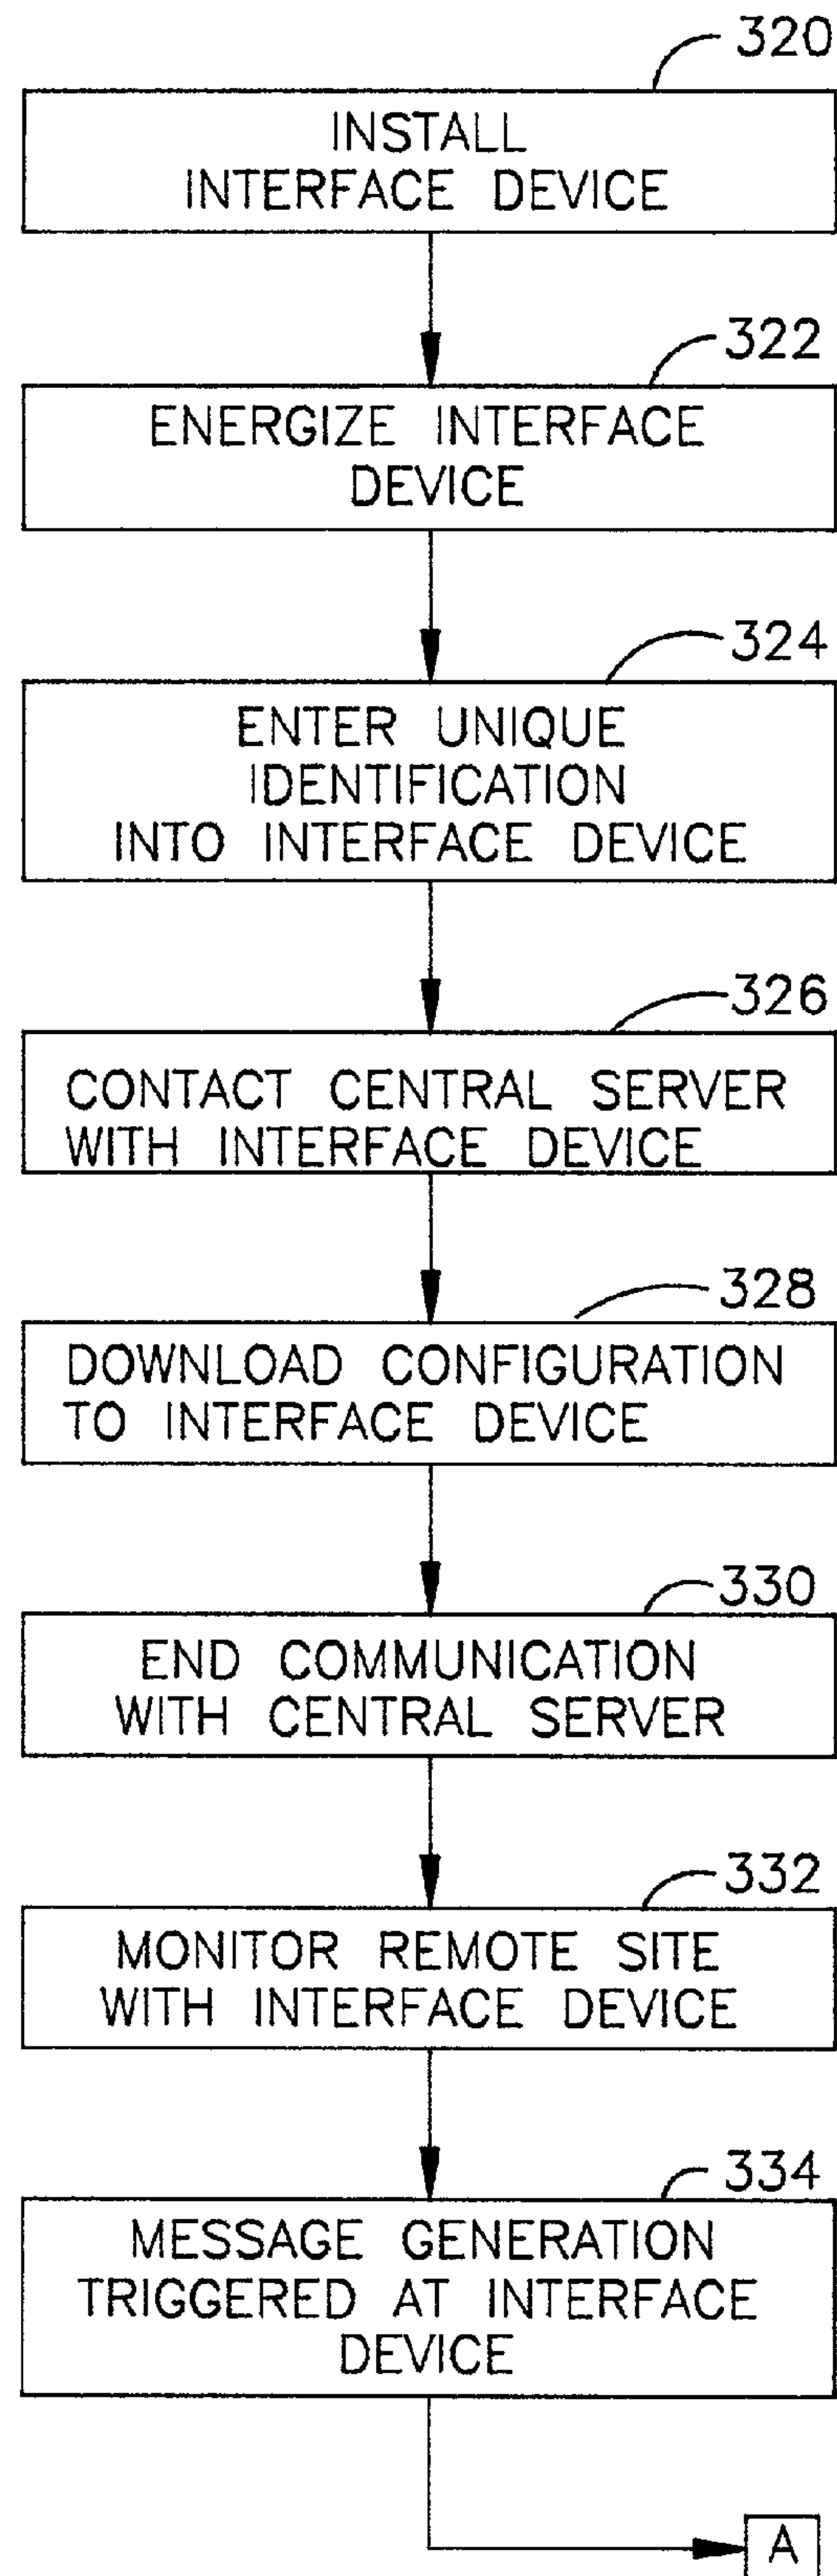 320
INSTALL
INTERFACE DEVICE
322
ENERGIZE INTERFACE
DEVICE
324
ENTER UNIQUE
IDENTIFICATION
INTO INTERFACE DEVICE
326
CONTACT CENTRAL SERVER
WITH INTERFACE DEVICE
328
DOWNLOAD CONFIGURATION
TO INTERFACE DEVICE
330
END COMMUNICATION
WITH CENTRAL SERVER
332
MONITOR REMOTE SITE
WITH INTERFACE DEVICE
334
MESSAGE GENERATION
TRIGGERED AT INTERFACE
DEVICE
A